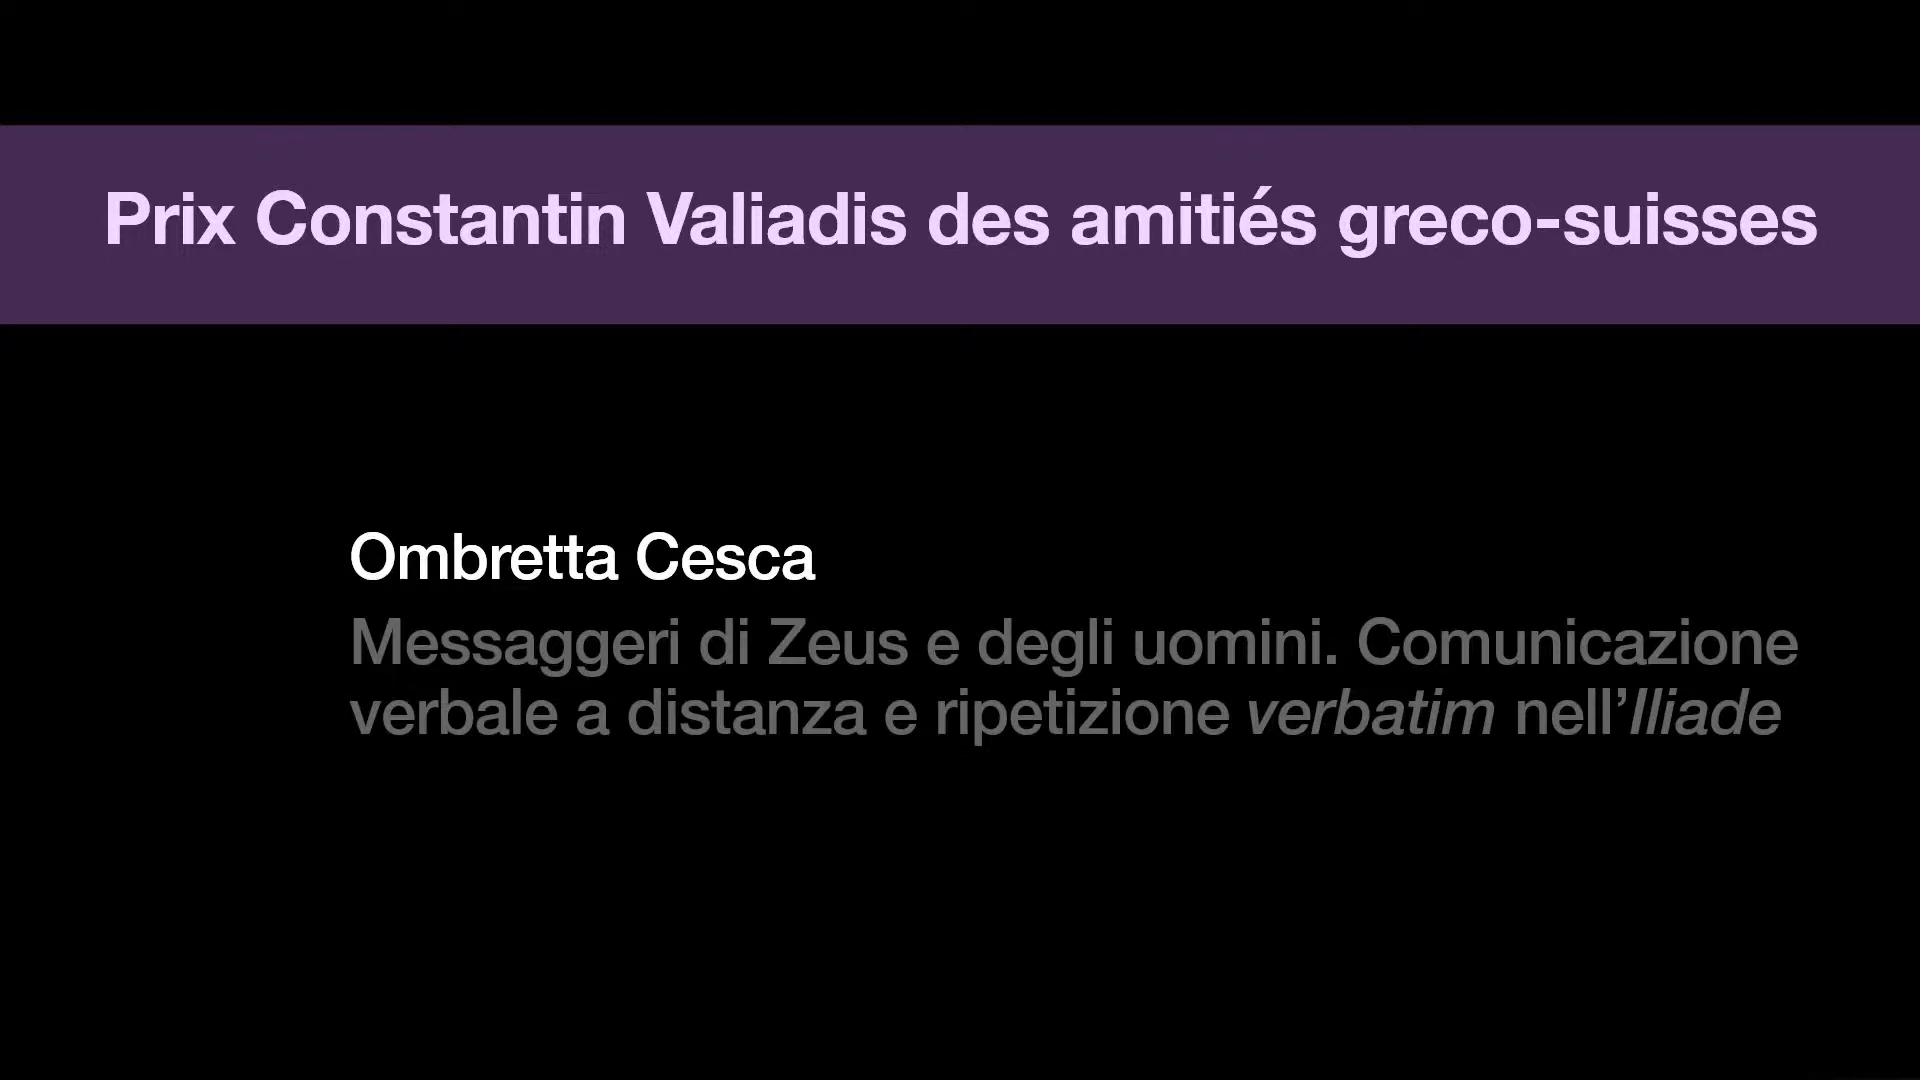 Prix Constantin Valiadis des amitiés greco-suisses
Ombretta Cesca
Messaggeri di Zeus e degli uomini. Comunicazione
verbale a distanza e ripetizione verbatim nell’Iliade